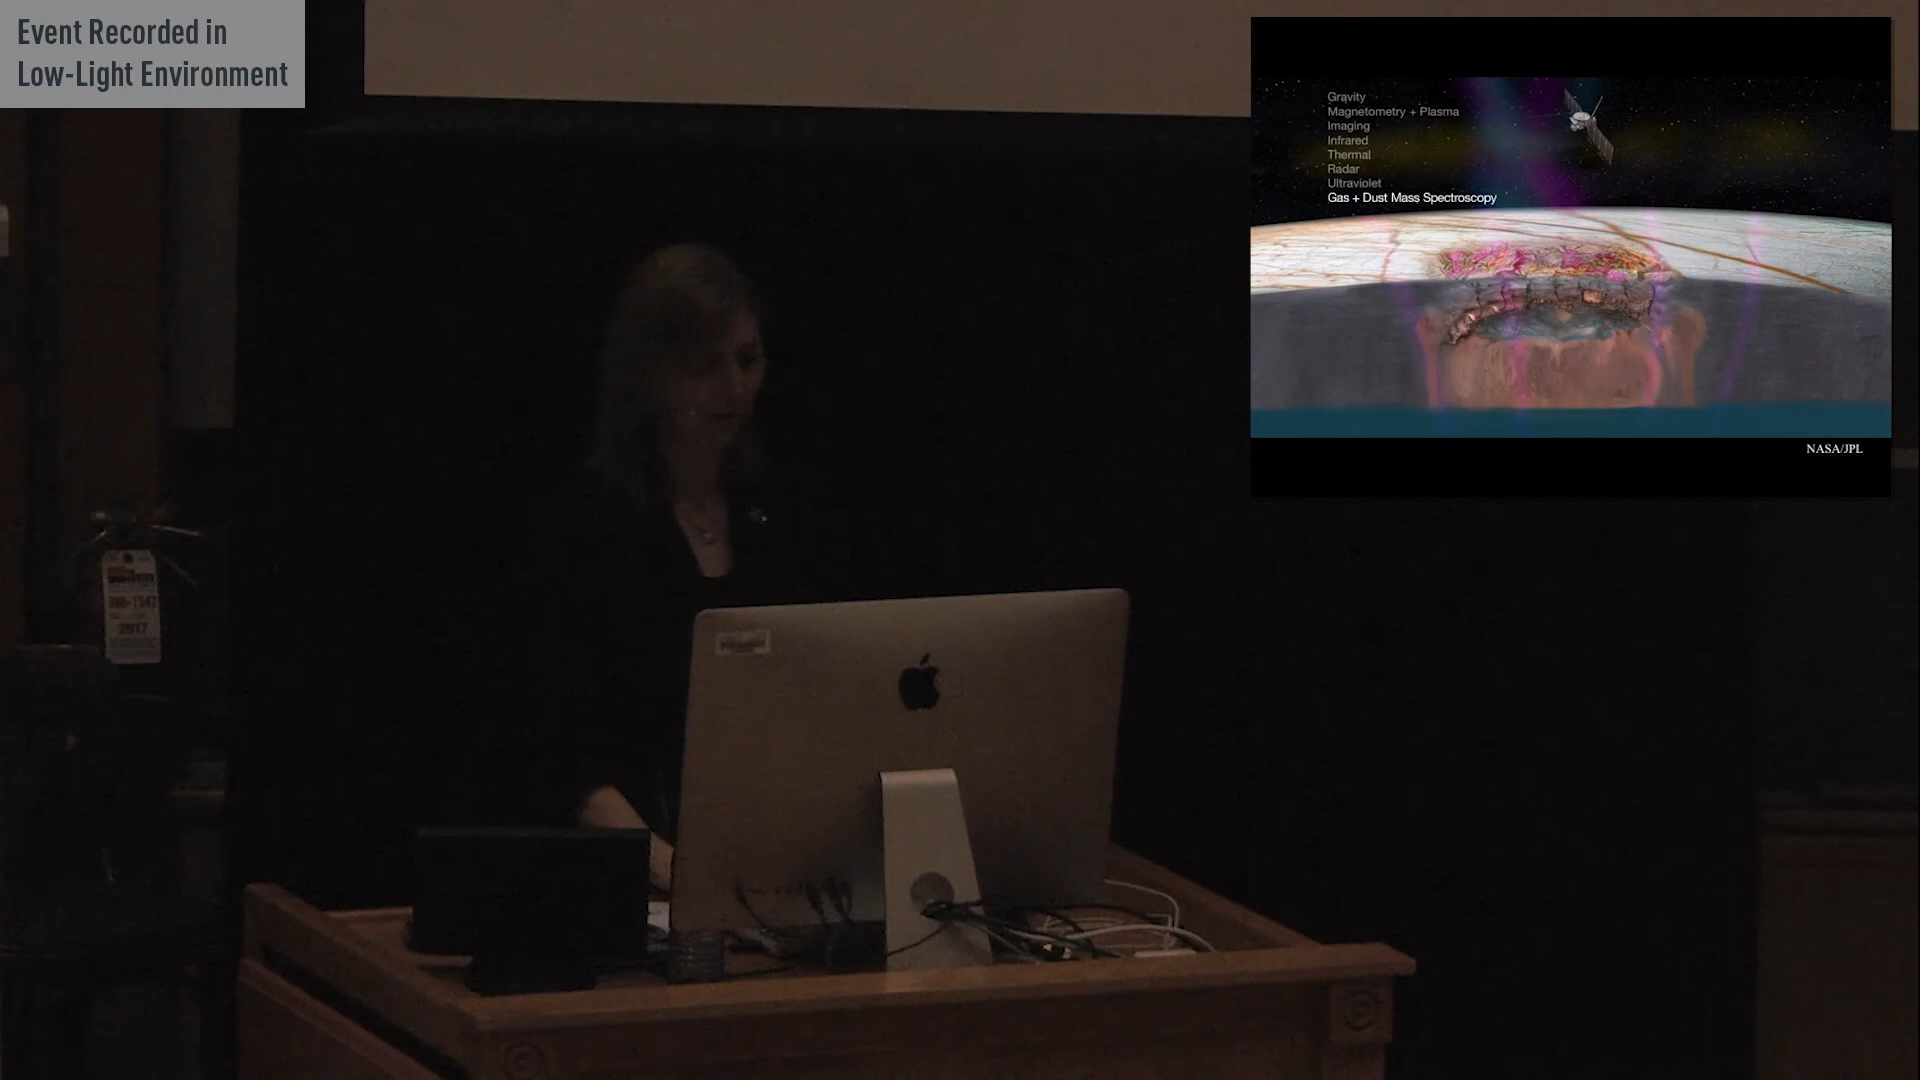 Event Recorded in
Low-Light Environment
Gravity
Magnetometry + Plasma
Imaging
Infrared
Thermal
Radar
Ultraviolet
Gas + Dust Mass Spectroscopy
NASA/JPL
2017